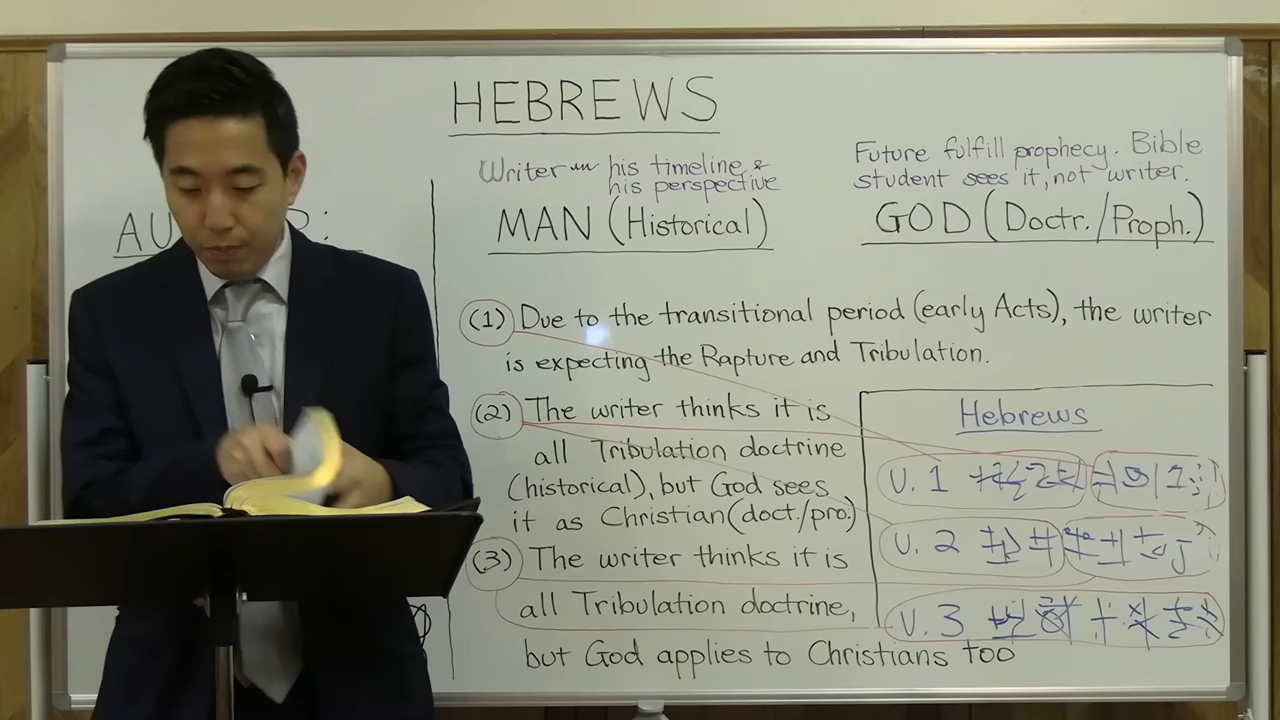 HEBREWS
Writer in his timeline &
his perspective
MAN (Historical)
Future fulfill prophecy. Bible
student sees it, not writer.
GOD (Doctr./Proph.)
AU R:
(1) Due to the transitional period (early Acts), the writer
is expecting the Rapture and Tribulation.
(2) The writer thinks it is
all Tribulation doctrine
(historical), but God sees
it as Christian (doct./pro.)
(3) The writer thinks it is
all Tribulation doctrine,
but God applies to Christians too
Hebrews
V. 1
V. 2
V. 3